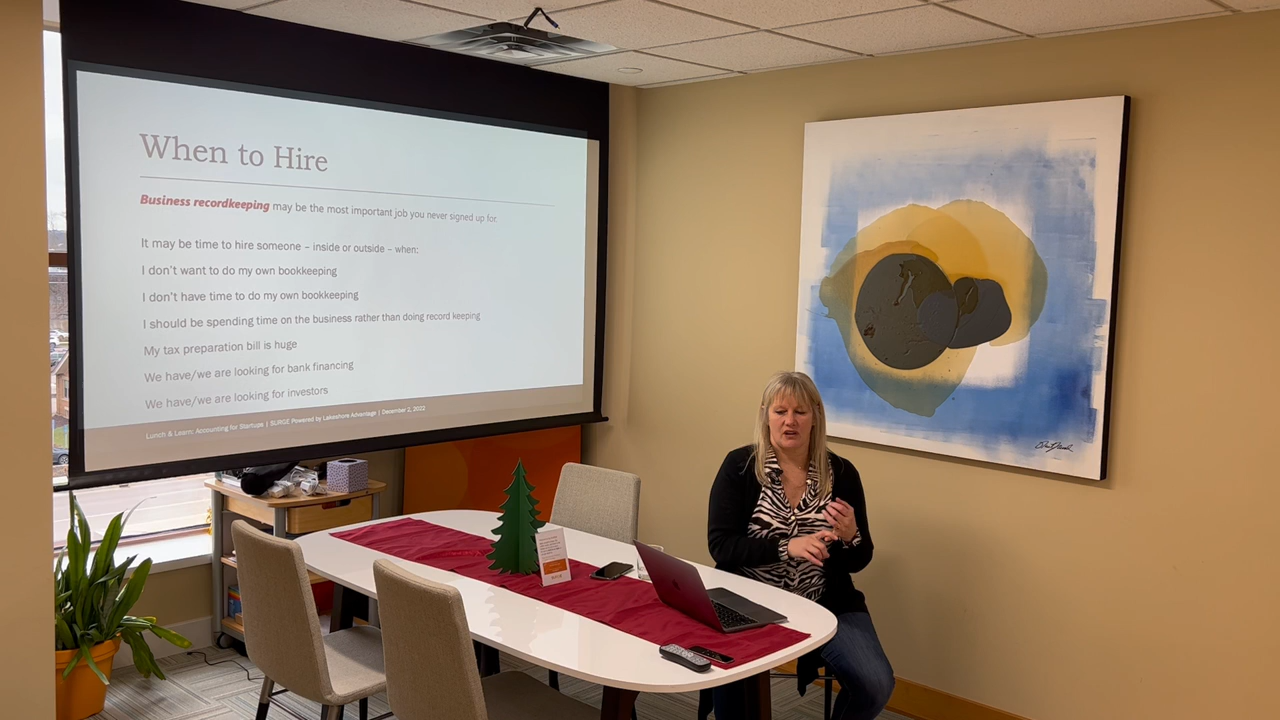 When to Hire
Business recordkeeping may be the most important job you never signed up for.
It may be time to hire someone – inside or outside – when:
I don't want to do my own bookkeeping
I don't have time to do my own bookkeeping
I should be spending time on the business rather than doing record keeping
My tax preparation bill is huge
We have/we are looking for bank financing
We have/we are looking for investors
Lunch & Learn: Accounting for Startups | SURGE Powered by Lakeshore Advantage | December 2, 2022